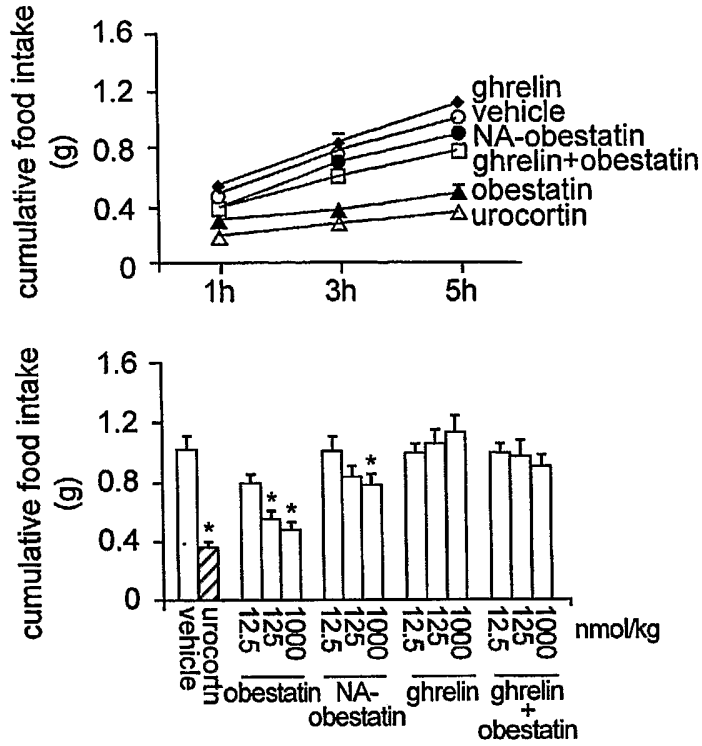 cumulative food intake
(g)
1.6
1.2
0.8
0.4
0
ghrelin
vehicle
NA-obestatin
ghrelin+obestatin
obestatin
urocortin
1h 3h 5h
cumulative food intake
(g)
1.6
1.2
0.8
0.4
0
*
* *
*
vehicle
urocortn
12.5 125 1000 12.5 125 1000 12.5 125 1000 12.5 125 1000 nmol/kg
obestatin
NA-
obestatin
ghrelin
ghrelin
+
obestatin